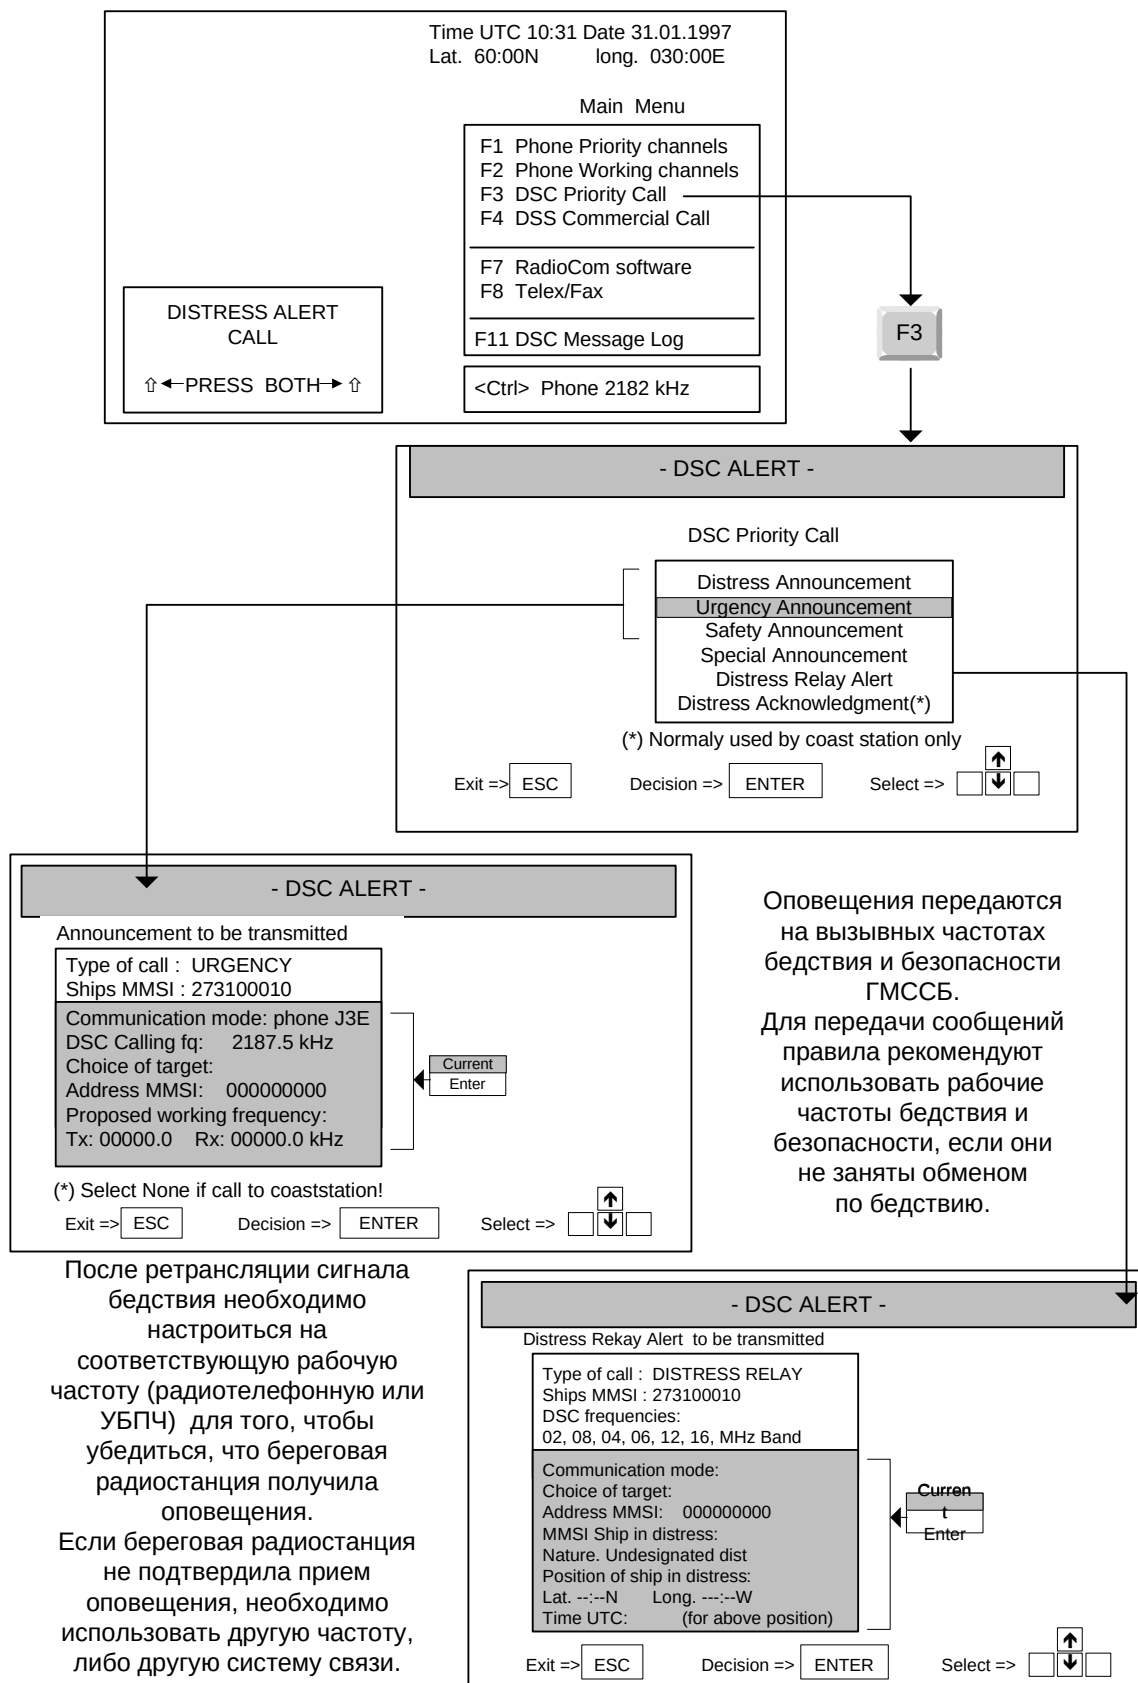 Time UTC 10:31 Date 31.01.1997
Lat. 60:00N long. 030:00E
Main Menu
F1 Phone Priority channels
F2 Phone Working channels
F3 DSC Priority Call
F4 DSS Commercial Call
F7 RadioCom software
F8 Telex/Fax
F11 DSC Message Log
<Ctrl> Phone 2182 kHz
DISTRESS ALERT
CALL
⇧←PRESS BOTH→⇧
F3
- DSC ALERT -
DSC Priority Call
Distress Announcement
Urgency Announcement
Safety Announcement
Special Announcement
Distress Relay Alert
Distress Acknowledgment(*)
(*) Normaly used by coast station only
Exit => ESC Decision => ENTER Select => ↑ ↓
- DSC ALERT -
Announcement to be transmitted
Type of call : URGENCY
Ships MMSI : 273100010
Communication mode: phone J3E
DSC Calling fq: 2187.5 kHz
Choice of target:
Address MMSI: 000000000
Proposed working frequency:
Tx: 00000.0 Rx: 00000.0 kHz
Current
Enter
(*) Select None if call to coaststation!
Exit => ESC Decision => ENTER Select => ↑ ↓
Оповещения передаются
на вызывных частотах
бедствия и безопасности
ГМССБ.
Для передачи сообщений
правила рекомендуют
использовать рабочие
частоты бедствия и
безопасности, если они
не заняты обменом
по бедствию.
После ретрансляции сигнала
бедствия необходимо
настроиться на
соответствующую рабочую
частоту (радиотелефонную или
УБПЧ) для того, чтобы
убедиться, что береговая
радиостанция получила
оповещения.
Если береговая радиостанция
не подтвердила прием
оповещения, необходимо
использовать другую частоту,
либо другую систему связи.
- DSC ALERT -
Distress Rekay Alert to be transmitted
Type of call : DISTRESS RELAY
Ships MMSI : 273100010
DSC frequencies:
02, 08, 04, 06, 12, 16, MHz Band
Communication mode:
Choice of target:
Address MMSI: 000000000
MMSI Ship in distress:
Nature. Undesignated dist
Position of ship in distress:
Lat. --:--N Long. ---:--W
Time UTC: (for above position)
Curren
t
Enter
Exit => ESC Decision => ENTER Select => ↑ ↓